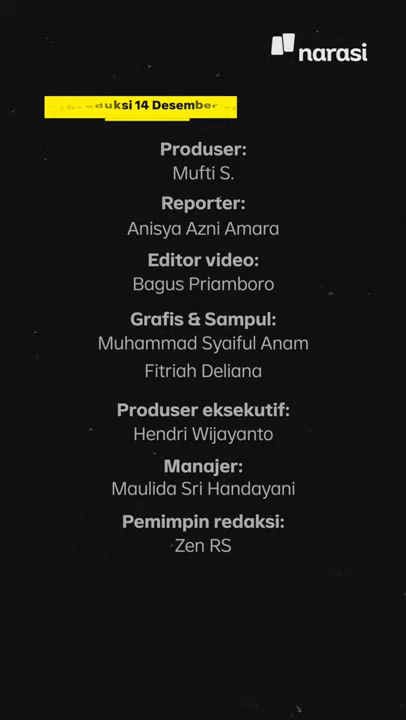 narasi
14 Desember
Produser:
Mufti S.
Reporter:
Anisya Azni Amara
Editor video:
Bagus Priamboro
Grafis & Sampul:
Muhammad Syaiful Anam
Fitriah Deliana
Produser eksekutif:
Hendri Wijayanto
Manajer:
Maulida Sri Handayani
Pemimpin redaksi:
Zen RS